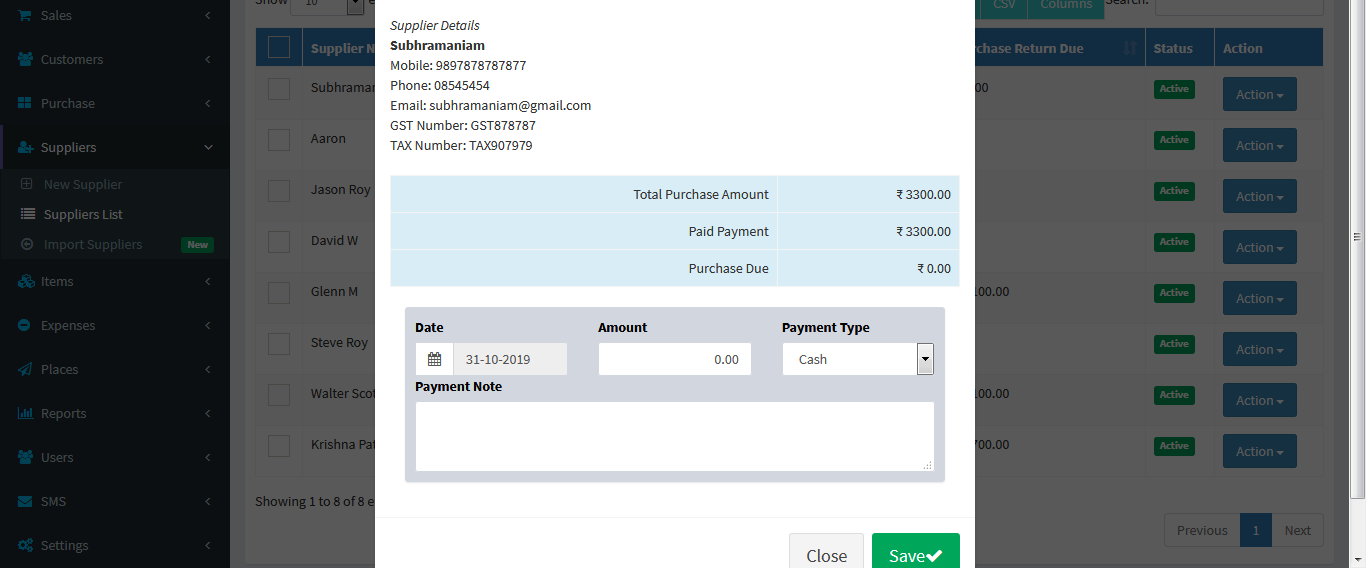 Sales
Customers
Purchase
Suppliers
New Supplier
Suppliers List
Import Suppliers New
Items
Expenses
Places
Reports
Users
SMS
Settings
Show 10
CSV Columns Search:
Supplier N
rchase Return Due Status Action
Subhraman
00 Active Action
Aaron
Active Action
Jason Roy
Active Action
David W
Active Action
Glenn M
100.00 Active Action
Steve Roy
Active Action
Walter Scot
100.00 Active Action
Krishna Pat
700.00 Active Action
Showing 1 to 8 of 8 e
Previous 1 Next
Supplier Details
Subhramaniam
Mobile: 9897878787877
Phone: 08545454
Email: subhramaniam@gmail.com
GST Number: GST878787
TAX Number: TAX907979
Total Purchase Amount ₹ 3300.00
Paid Payment ₹ 3300.00
Purchase Due ₹ 0.00
Date Amount Payment Type
31-10-2019 0.00 Cash
Payment Note
Close Save